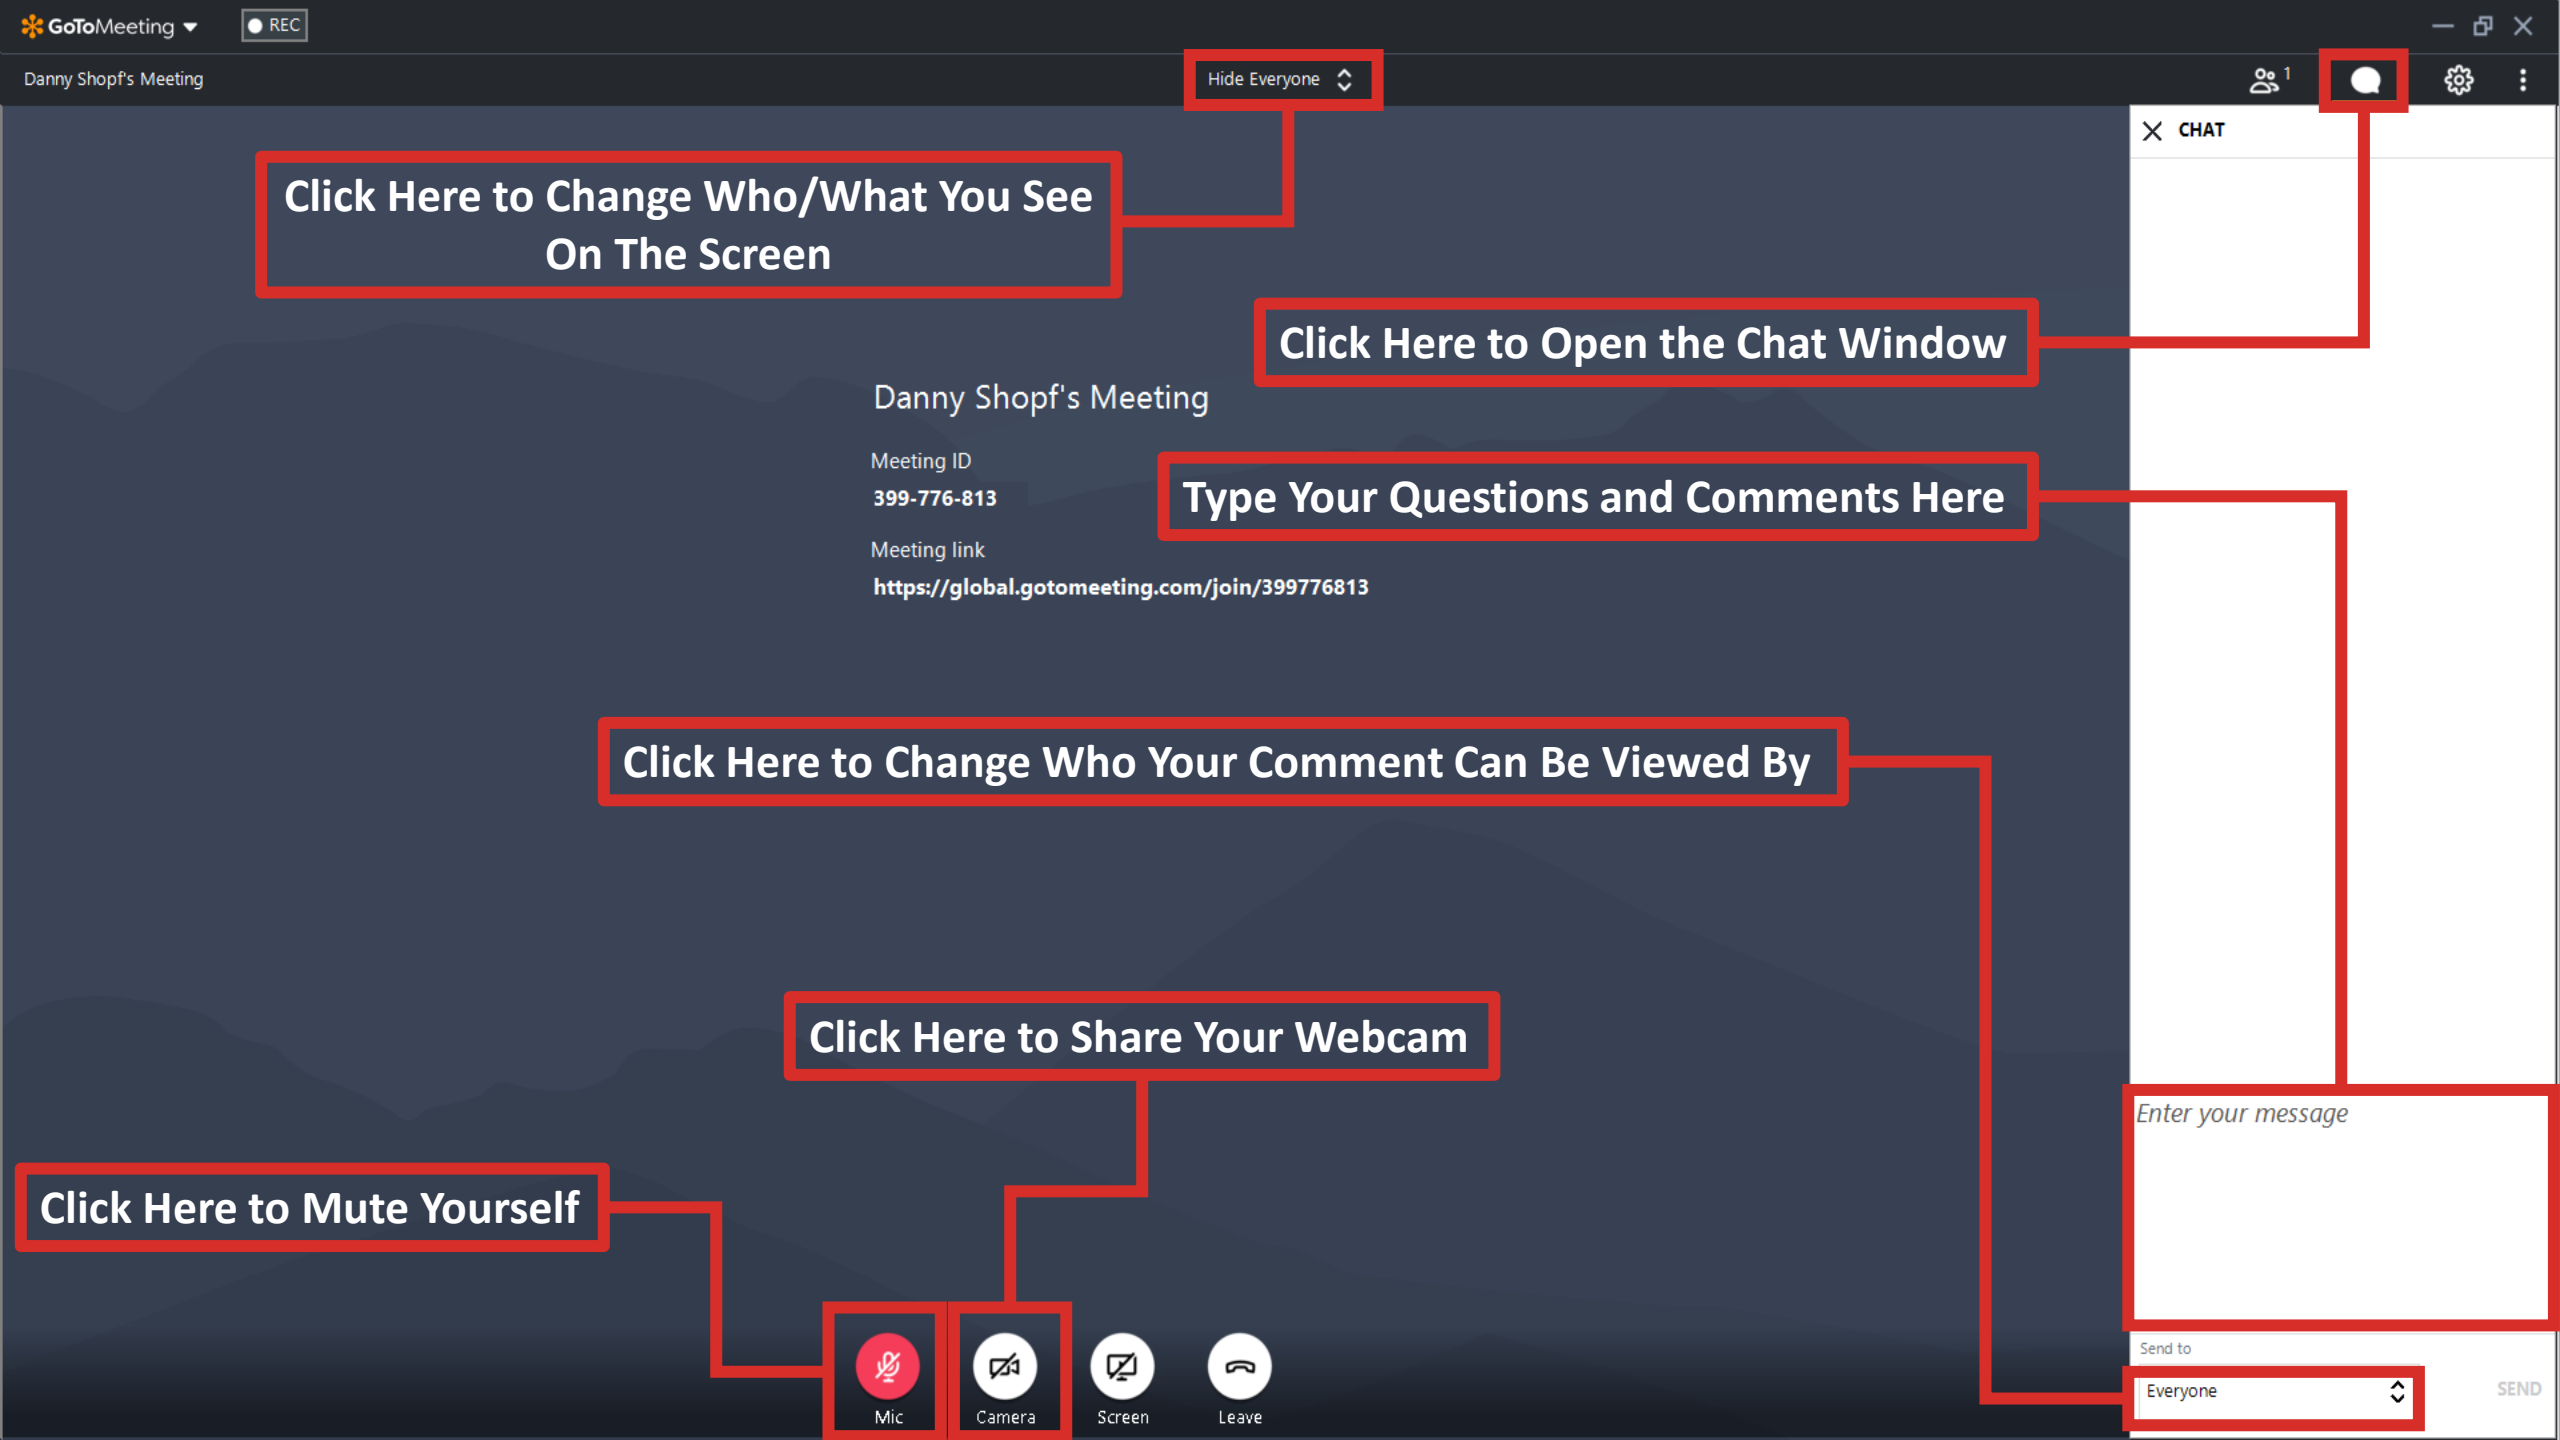 GoToMeeting
REC
Danny Shopf's Meeting
Hide Everyone
1
CHAT
Click Here to Change Who/What You See
On The Screen
Click Here to Open the Chat Window
Danny Shopf's Meeting
Meeting ID
399-776-813
Type Your Questions and Comments Here
Meeting link
https://global.gotomeeting.com/join/399776813
Click Here to Change Who Your Comment Can Be Viewed By
Click Here to Share Your Webcam
Enter your message
Click Here to Mute Yourself
Send to
Everyone
SEND
Mic
Camera
Screen
Leave